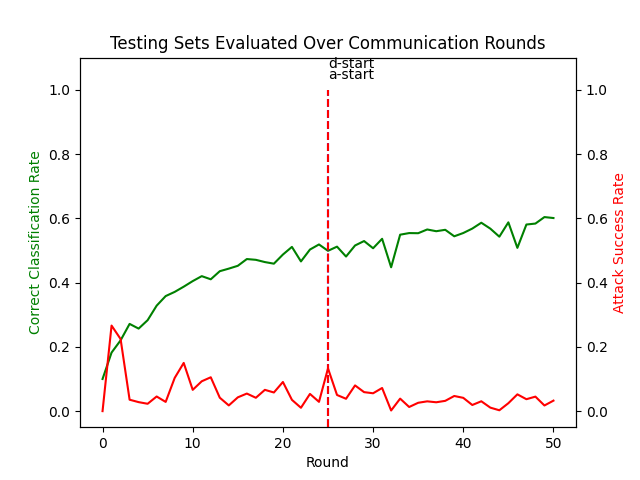 Testing Sets Evaluated Over Communication Rounds
d-start
a-start
1.0
0.8
0.6
0.4
0.2
0.0
Correct Classification Rate
1.0
0.8
0.6
0.4
0.2
0.0
Attack Success Rate
0 10 20 30 40 50
Round